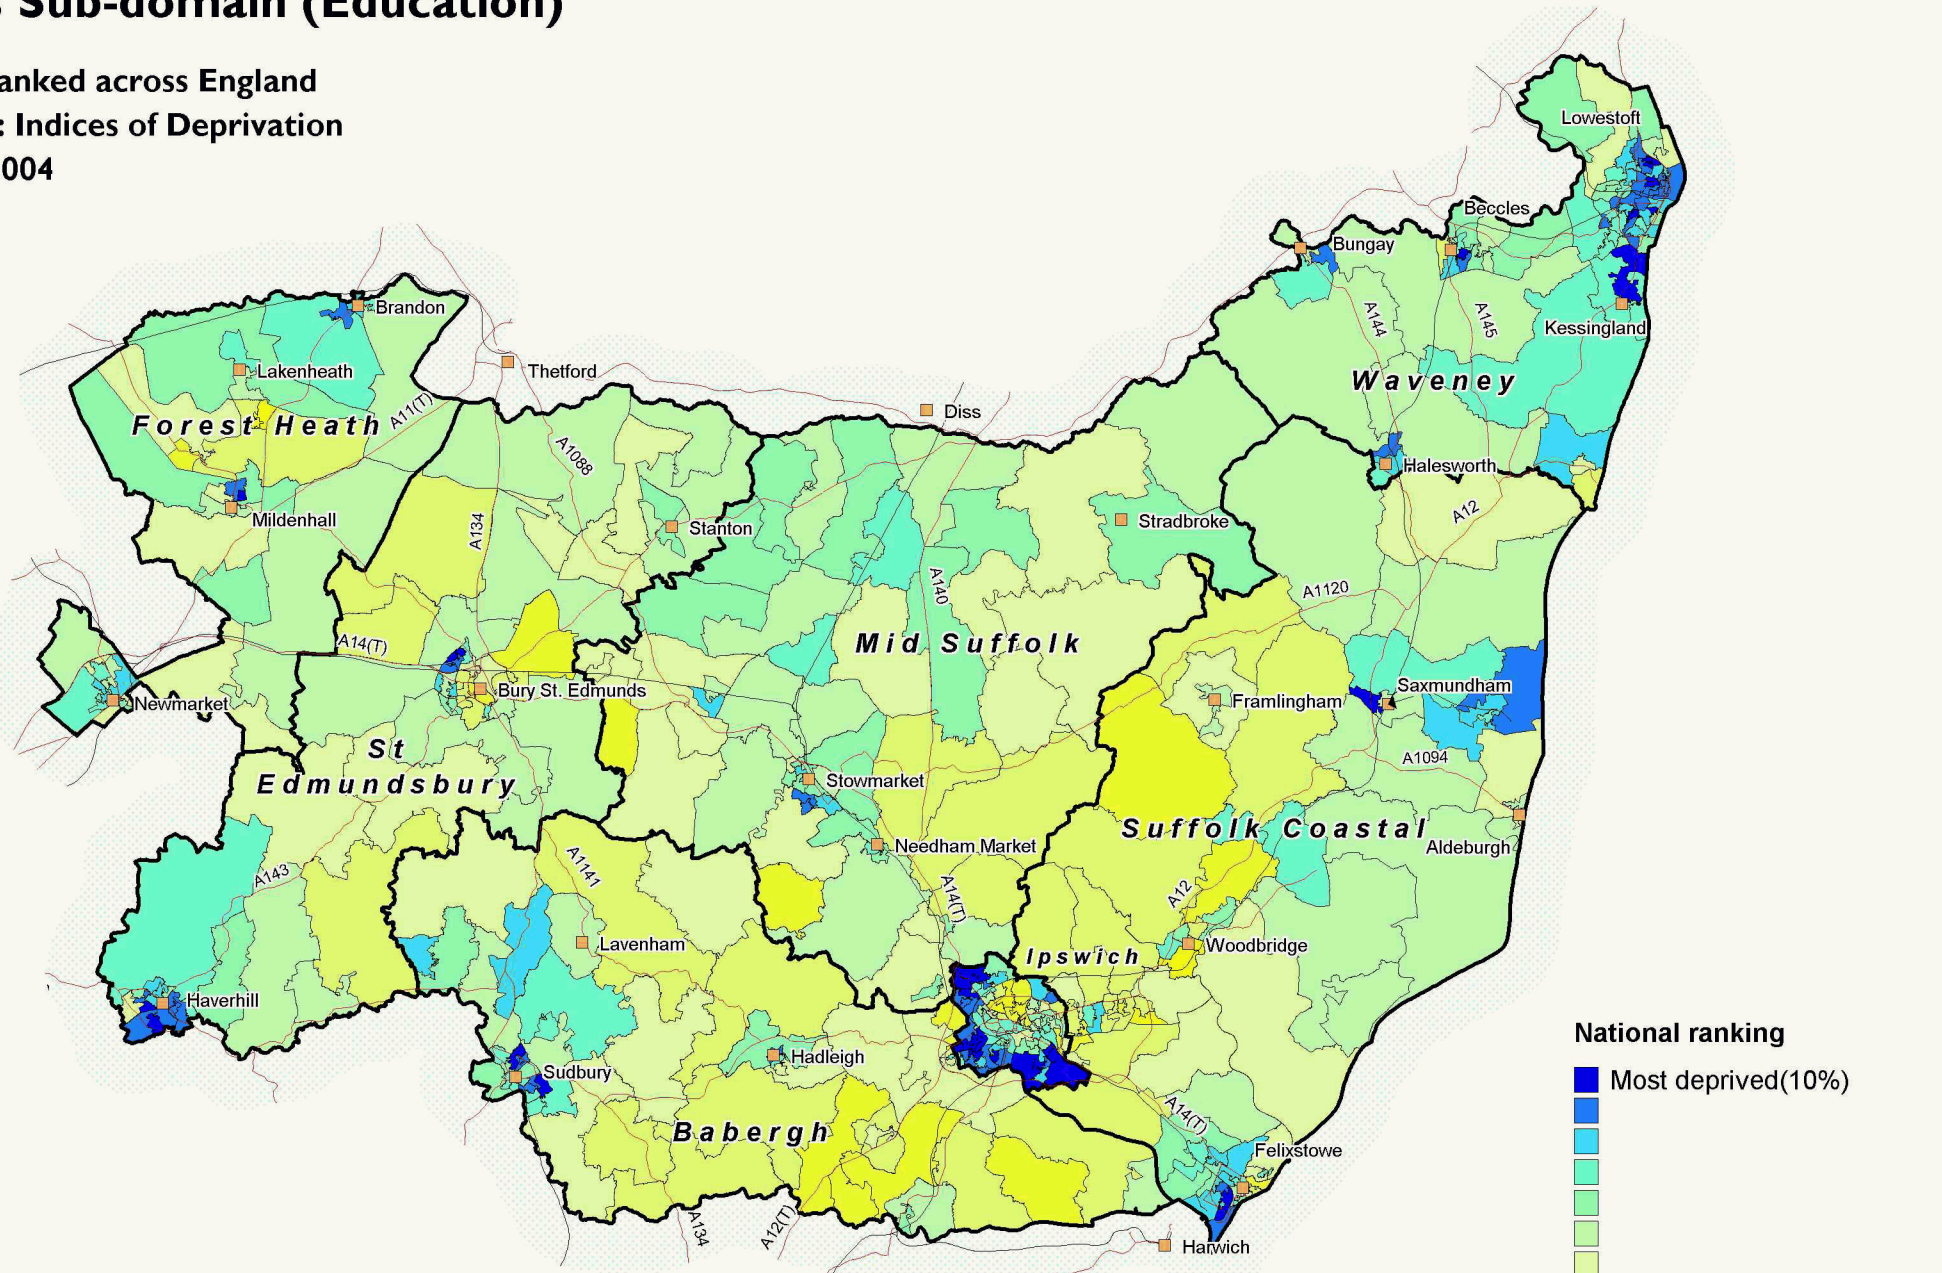 Sub-domain (Education)
anked across England
: Indices of Deprivation
004
Lowestoft
Beccles
Bungay
Brandon
A144
A145
Kessingland
Lakenheath
Thetford
Waveney
Diss
Forest Heath
A11(T)
A1088
Halesworth
Mildenhall
A134
Stanton
Stradbroke
A12
A140
A1120
A14(T)
Mid Suffolk
Newmarket
Bury St. Edmunds
Framlingham
Saxmundham
St
Edmundsbury
A1094
Stowmarket
Suffolk Coastal
Needham Market
Aldeburgh
A143
A1141
A14(T)
A12
Lavenham
Woodbridge
Ipswich
Haverhill
National ranking
Most deprived(10%)
Hadleigh
Sudbury
A14(T)
Babergh
Felixstowe
A134
A12(T)
Harwich